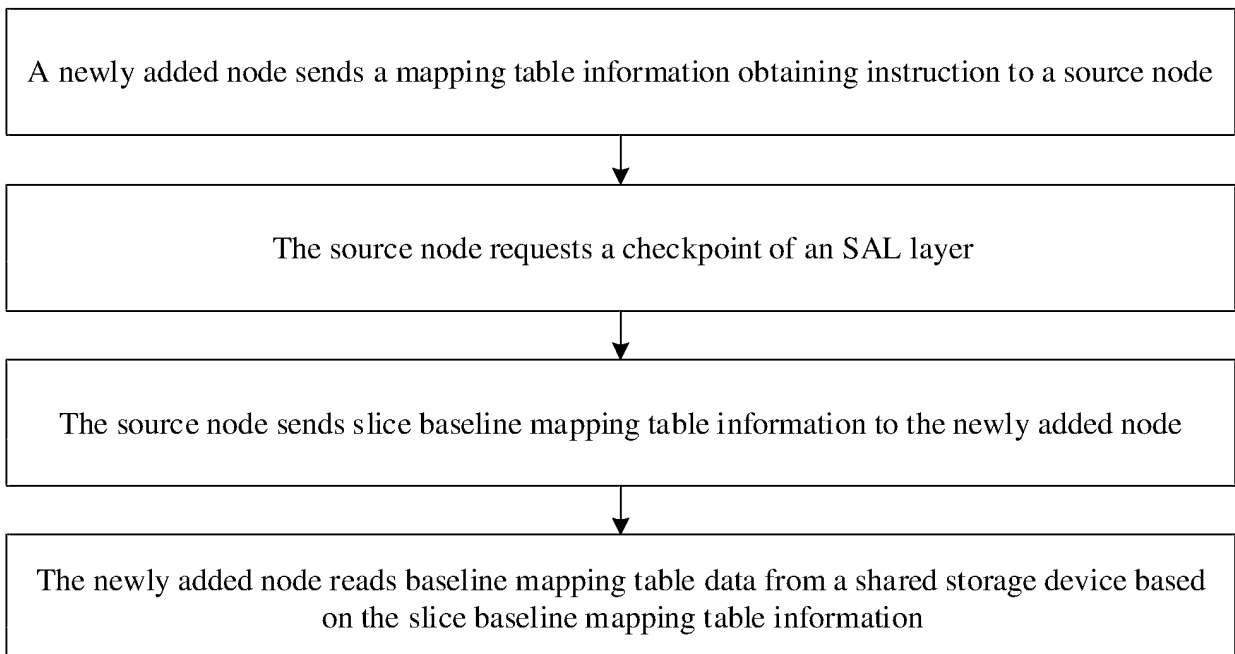 A newly added node sends a mapping table information obtaining instruction to a source node
The source node requests a checkpoint of an SAL layer
The source node sends slice baseline mapping table information to the newly added node
The newly added node reads baseline mapping table data from a shared storage device based
on the slice baseline mapping table information